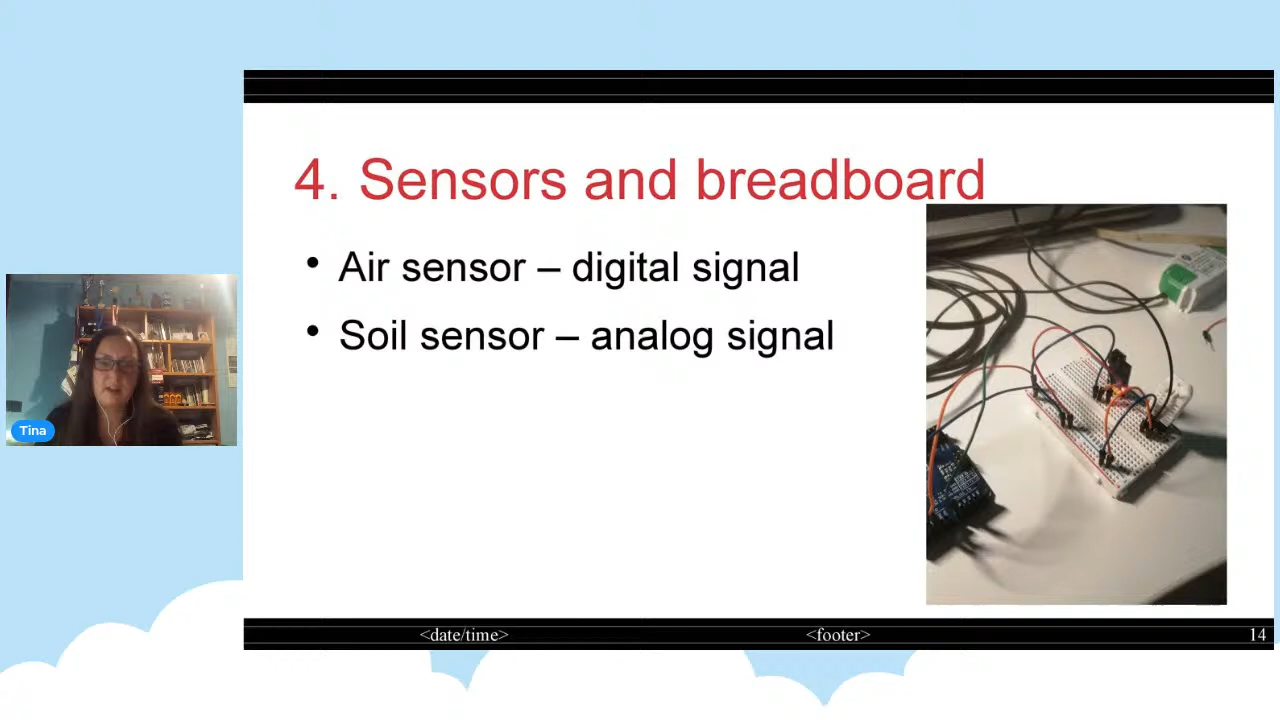 4. Sensors and breadboard
• Air sensor – digital signal
• Soil sensor – analog signal
Tina
<date/time>
<footer>
14